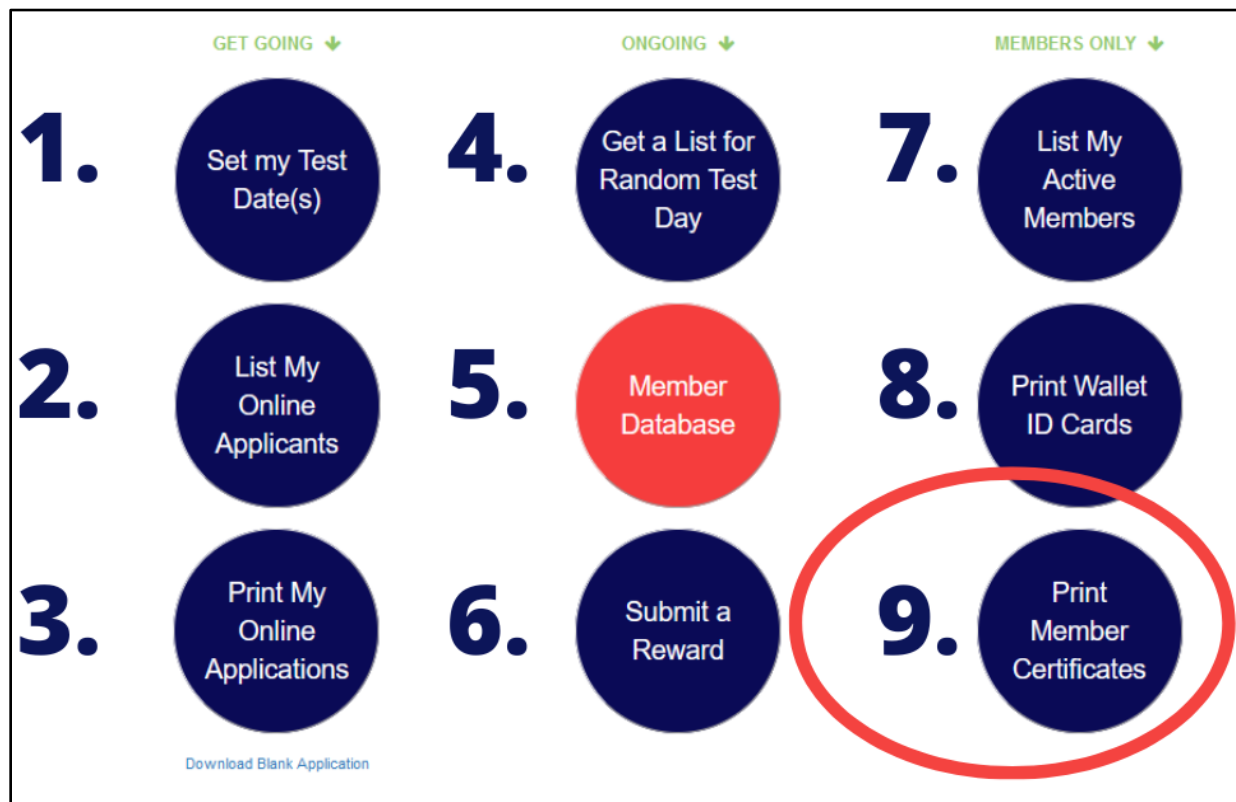 GET GOING
1.
Set my Test
Date(s)
2.
List My
Online
Applicants
3.
Print My
Online
Applications
Download Blank Application
ONGOING
4.
Get a List for
Random Test
Day
5.
Member
Database
6.
Submit a
Reward
MEMBERS ONLY
7.
List My
Active
Members
8.
Print Wallet
ID Cards
9.
Print
Member
Certificates